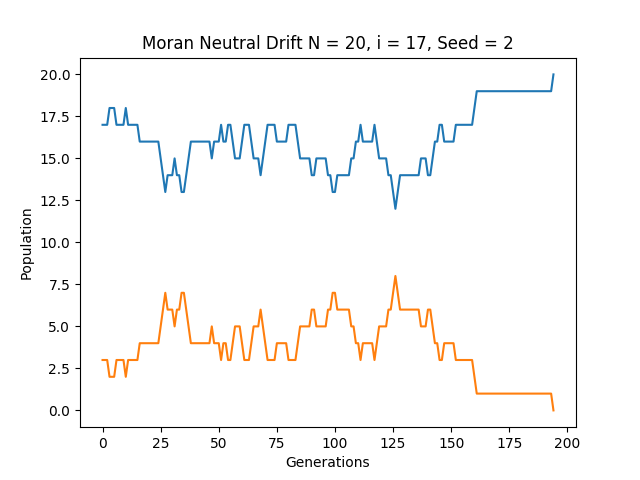 Moran Neutral Drift N = 20, i = 17, Seed = 2
20.0
17.5
15.0
12.5
10.0
7.5
5.0
2.5
0.0
Population
0 25 50 75 100 125 150 175 200
Generations